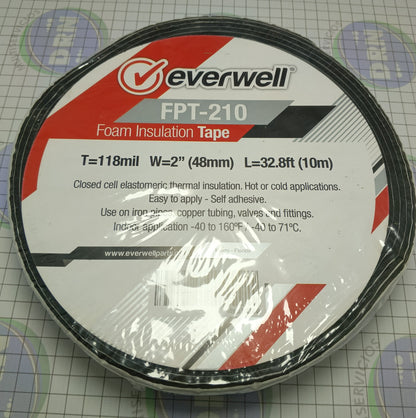 everwell®
FPT-210
Foam Insulation Tape
T=118mil W=2" (48mm) L=32.8ft (10m)
Closed cell elastomeric thermal insulation. Hot or cold applications.
Easy to apply - Self adhesive.
Use on iron pipes, copper tubing, valves and fittings.
Indoor application -40 to 160°F / -40 to 71°C.
www.everwellparts